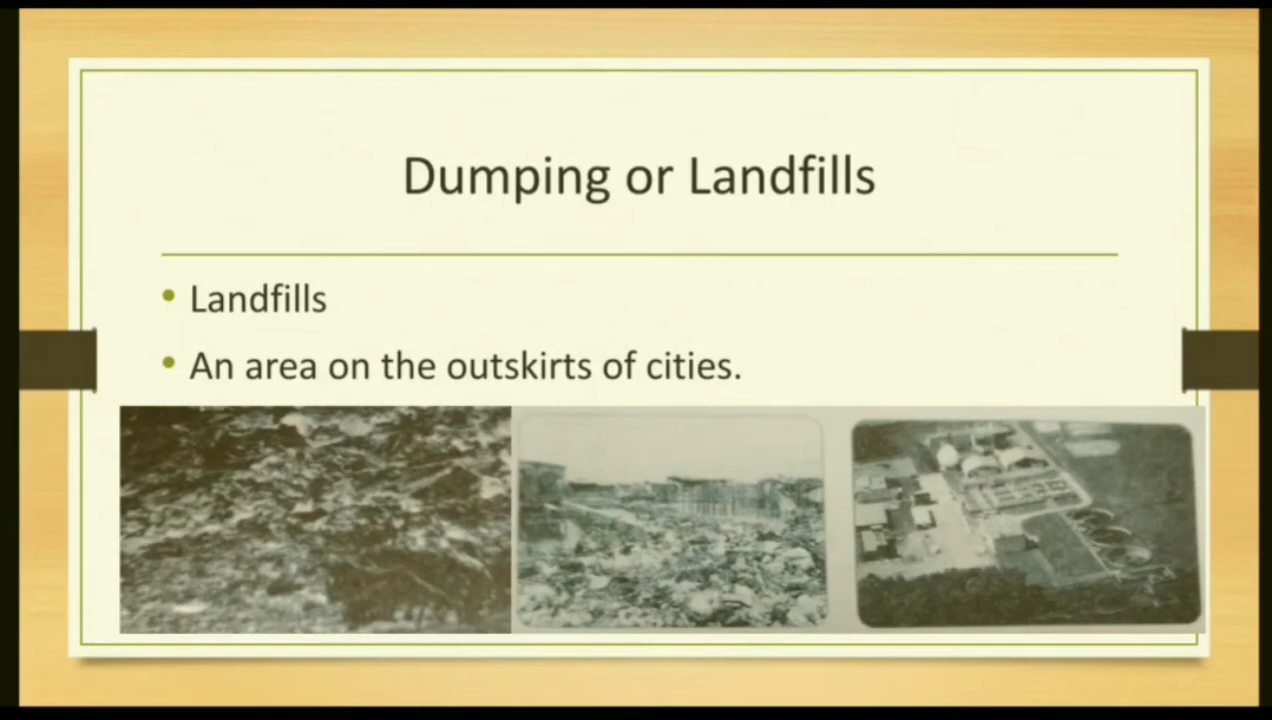 Dumping or Landfills
Landfills
An area on the outskirts of cities.